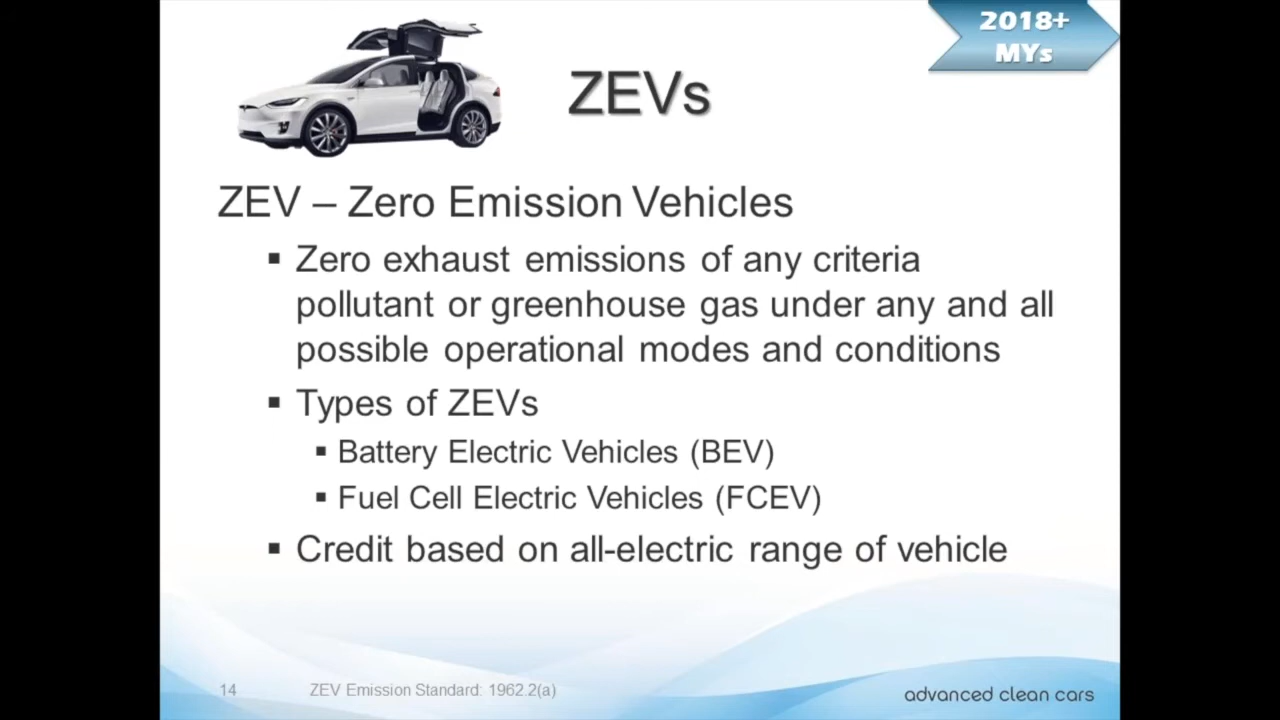 2018+
MYs
ZEVs
ZEV – Zero Emission Vehicles
▪ Zero exhaust emissions of any criteria
pollutant or greenhouse gas under any and all
possible operational modes and conditions
▪ Types of ZEVs
▪ Battery Electric Vehicles (BEV)
▪ Fuel Cell Electric Vehicles (FCEV)
▪ Credit based on all-electric range of vehicle
14
ZEV Emission Standard: 1962.2(a)
advanced clean cars